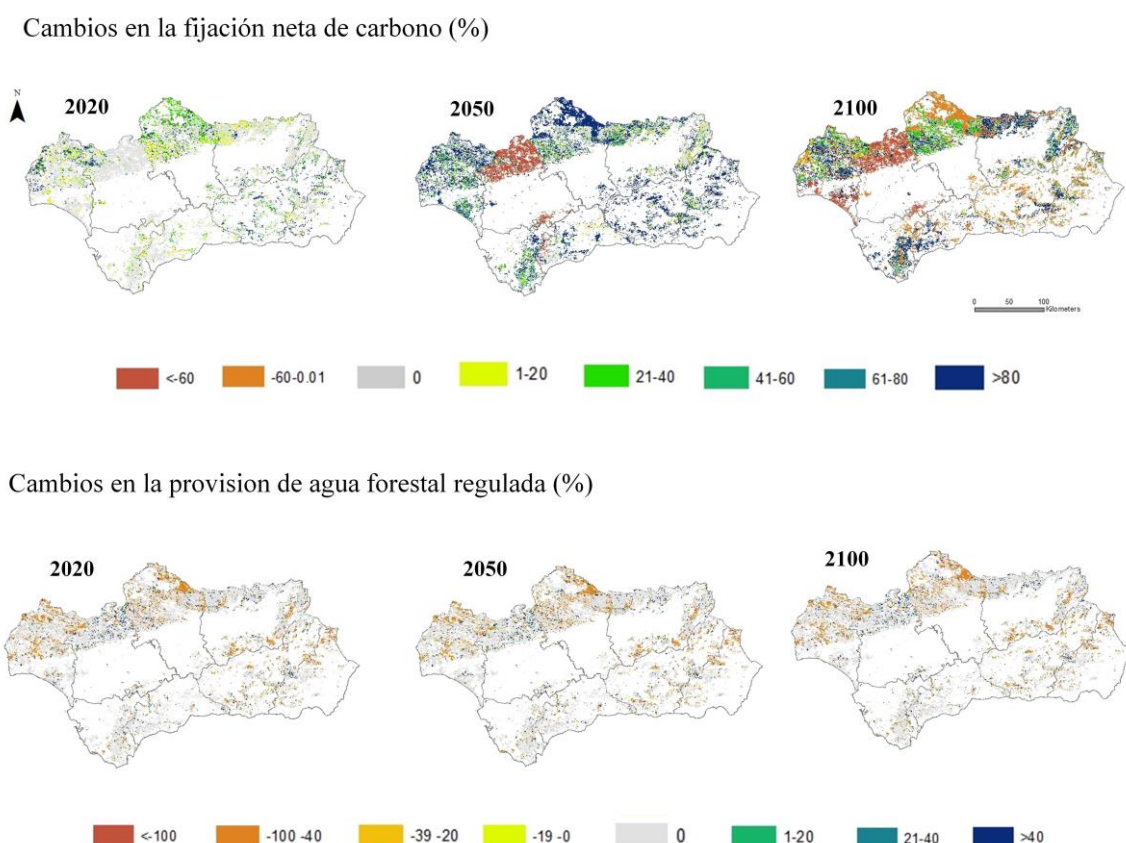 Cambios en la fijación neta de carbono (%)
N
2020
2050
2100
0 50 100
Kilometers
<-60 -60-0.01 0 1-20 21-40 41-60 61-80 >80
Cambios en la provision de agua forestal regulada (%)
2020
2050
2100
<-100 -100 -40 -39 -20 -19 -0 0 1-20 21-40 >40